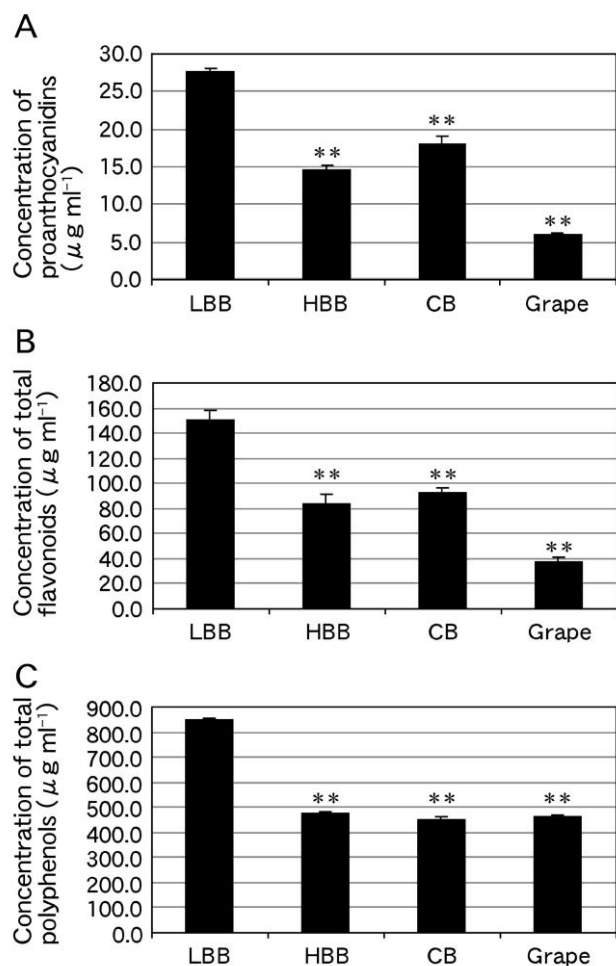 A
Concentration of
proanthocyanidins
(μg ml⁻¹)
30.0
25.0
20.0
15.0
10.0
5.0
0.0
**
**
**
LBB HBB CB Grape
B
Concentration of total
flavonoids (μg ml⁻¹)
180.0
160.0
140.0
120.0
100.0
80.0
60.0
40.0
20.0
0.0
**
**
**
LBB HBB CB Grape
C
Concentration of total
polyphenols (μg ml⁻¹)
900.0
800.0
700.0
600.0
500.0
400.0
300.0
200.0
100.0
0.0
**
**
**
LBB HBB CB Grape